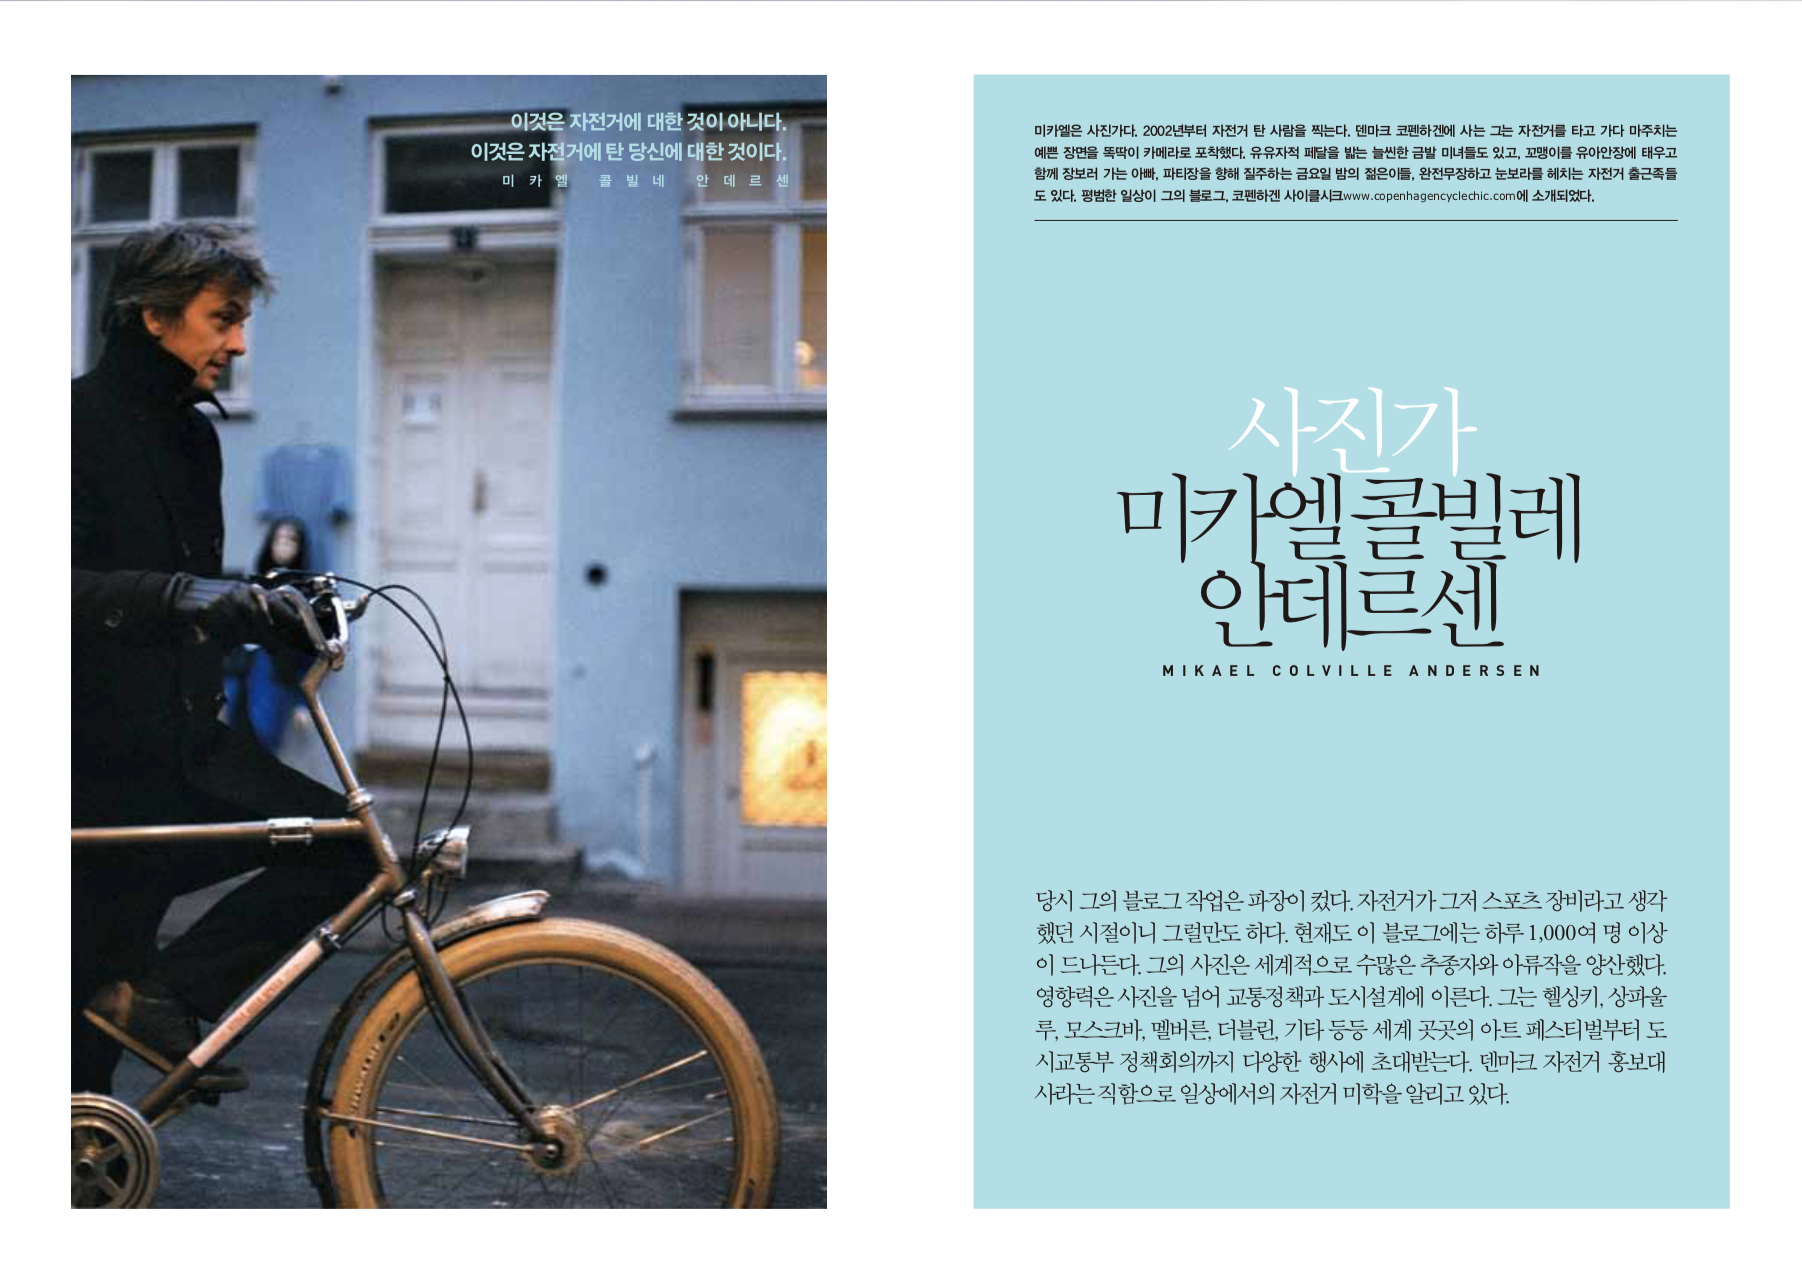 이것은 자전거에 대한 것이 아니다.
이것은 자전거에 탄 당신에 대한 것이다.
미카엘 콜빌네 안데르센
미카엘은 사진가다. 2002년부터 자전거 탄 사람을 찍는다. 덴마크 코펜하겐에 사는 그는 자전거를 타고 가다 마주치는
예쁜 장면을 똑딱이 카메라로 포착했다. 유유자적 페달을 밟는 늘씬한 금발 미녀들도 있고, 꼬맹이를 유아안장에 태우고
함께 장보러 가는 아빠, 파티장을 향해 질주하는 금요일 밤의 젊은이들, 완전무장하고 눈보라를 헤치는 자전거 출근족들
도 있다. 평범한 일상이 그의 블로그, 코펜하겐 사이클시크www.copenhagencyclechic.com에 소개되었다.
사진가
미카엘 콜빌레
안데르센
MIKAEL COLVILLE ANDERSEN
당시 그의 블로그 작업은 파장이 컸다. 자전거가 그저 스포츠 장비라고 생각
했던 시절이니 그럴만도 하다. 현재도 이 블로그에는 하루 1,000여 명 이상
이 드나든다. 그의 사진은 세계적으로 수많은 추종자와 아류작을 양산했다.
영향력은 사진을 넘어 교통정책과 도시설계에 이른다. 그는 헬싱키, 상파울
루, 모스크바, 멜버른, 더블린, 기타 등등 세계 곳곳의 아트 페스티벌부터 도
시교통부 정책회의까지 다양한 행사에 초대받는다. 덴마크 자전거 홍보대
사라는 직함으로 일상에서의 자전거 미학을 알리고 있다.